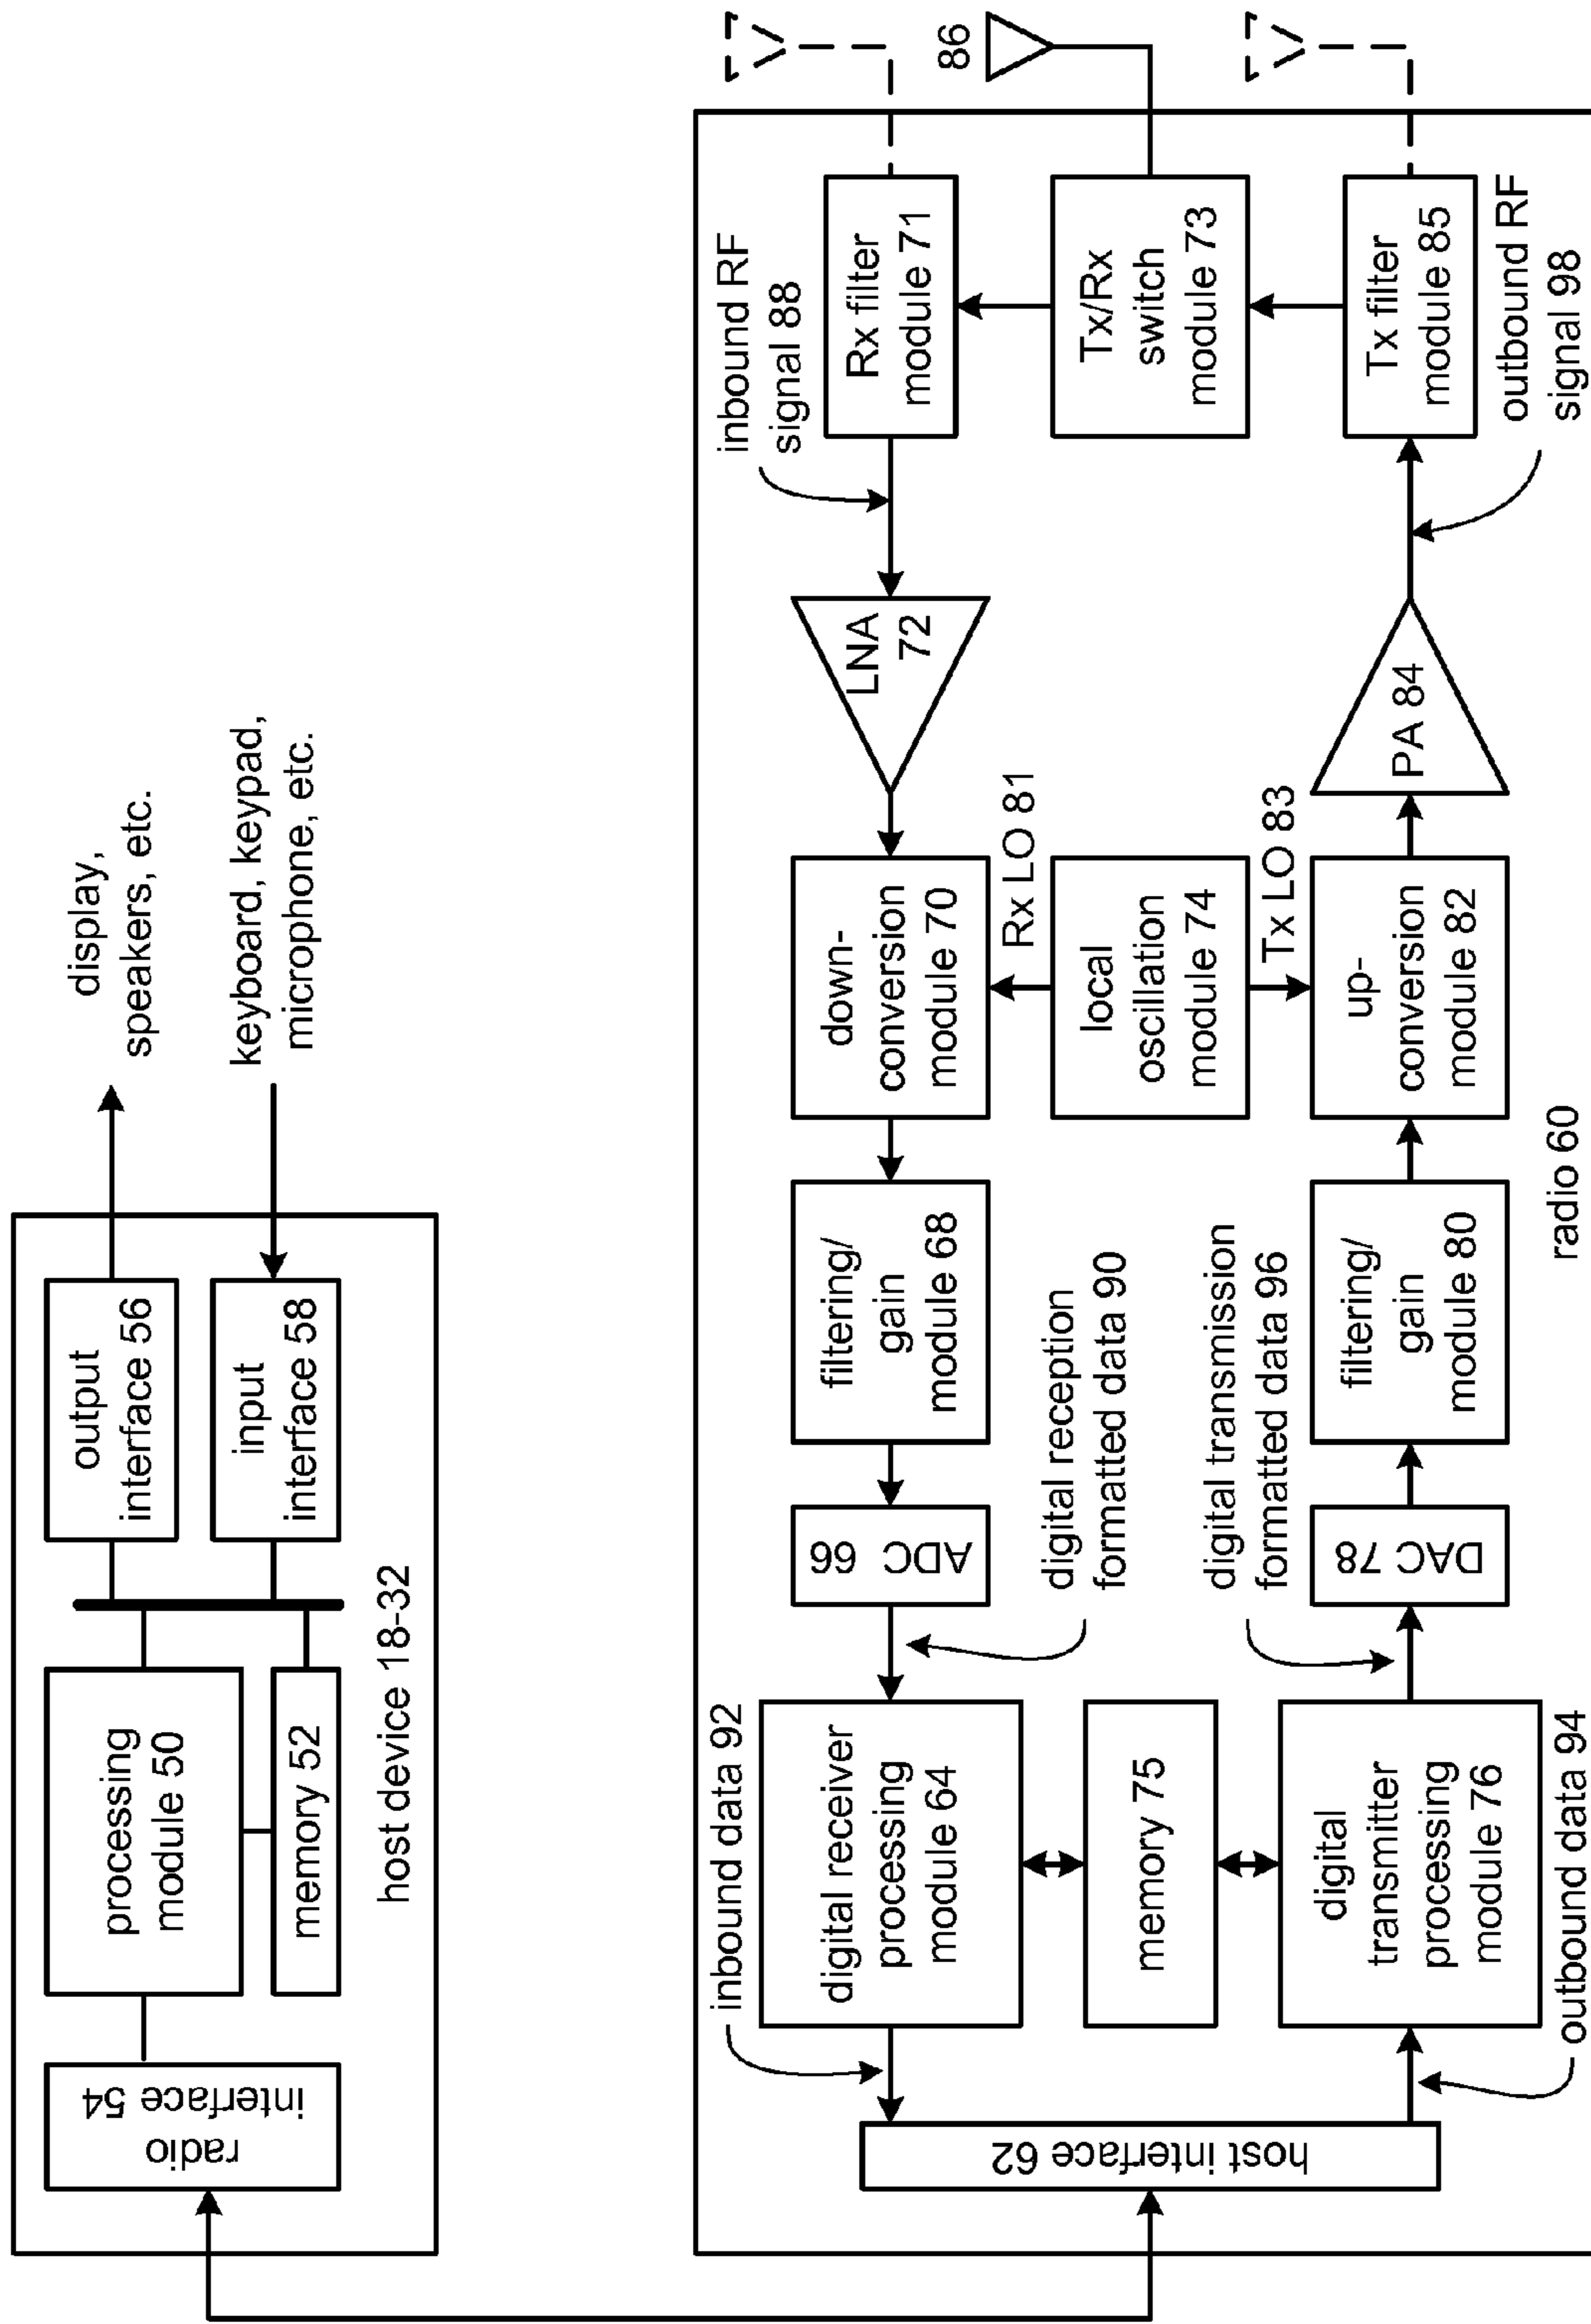 display,
speakers, etc.
keyboard, keypad,
microphone, etc.
output
interface 56
input
interface 58
processing
module 50
memory 52
radio
interface 54
host device 18-32
86
inbound RF
signal 88
Rx filter
module 71
Tx/Rx
switch
module 73
Tx filter
module 85
outbound RF
signal 98
LNA
72
PA 84
down-
conversion
module 70
Rx LO 81
local
oscillation
module 74
Tx LO 83
up-
conversion
module 82
filtering/
gain
module 68
filtering/
gain
module 80
radio 60
ADC 66
digital reception
formatted data 90
digital transmission
formatted data 96
DAC 78
inbound data 92
digital receiver
processing
module 64
memory 75
digital
transmitter
processing
module 76
outbound data 94
host interface 62